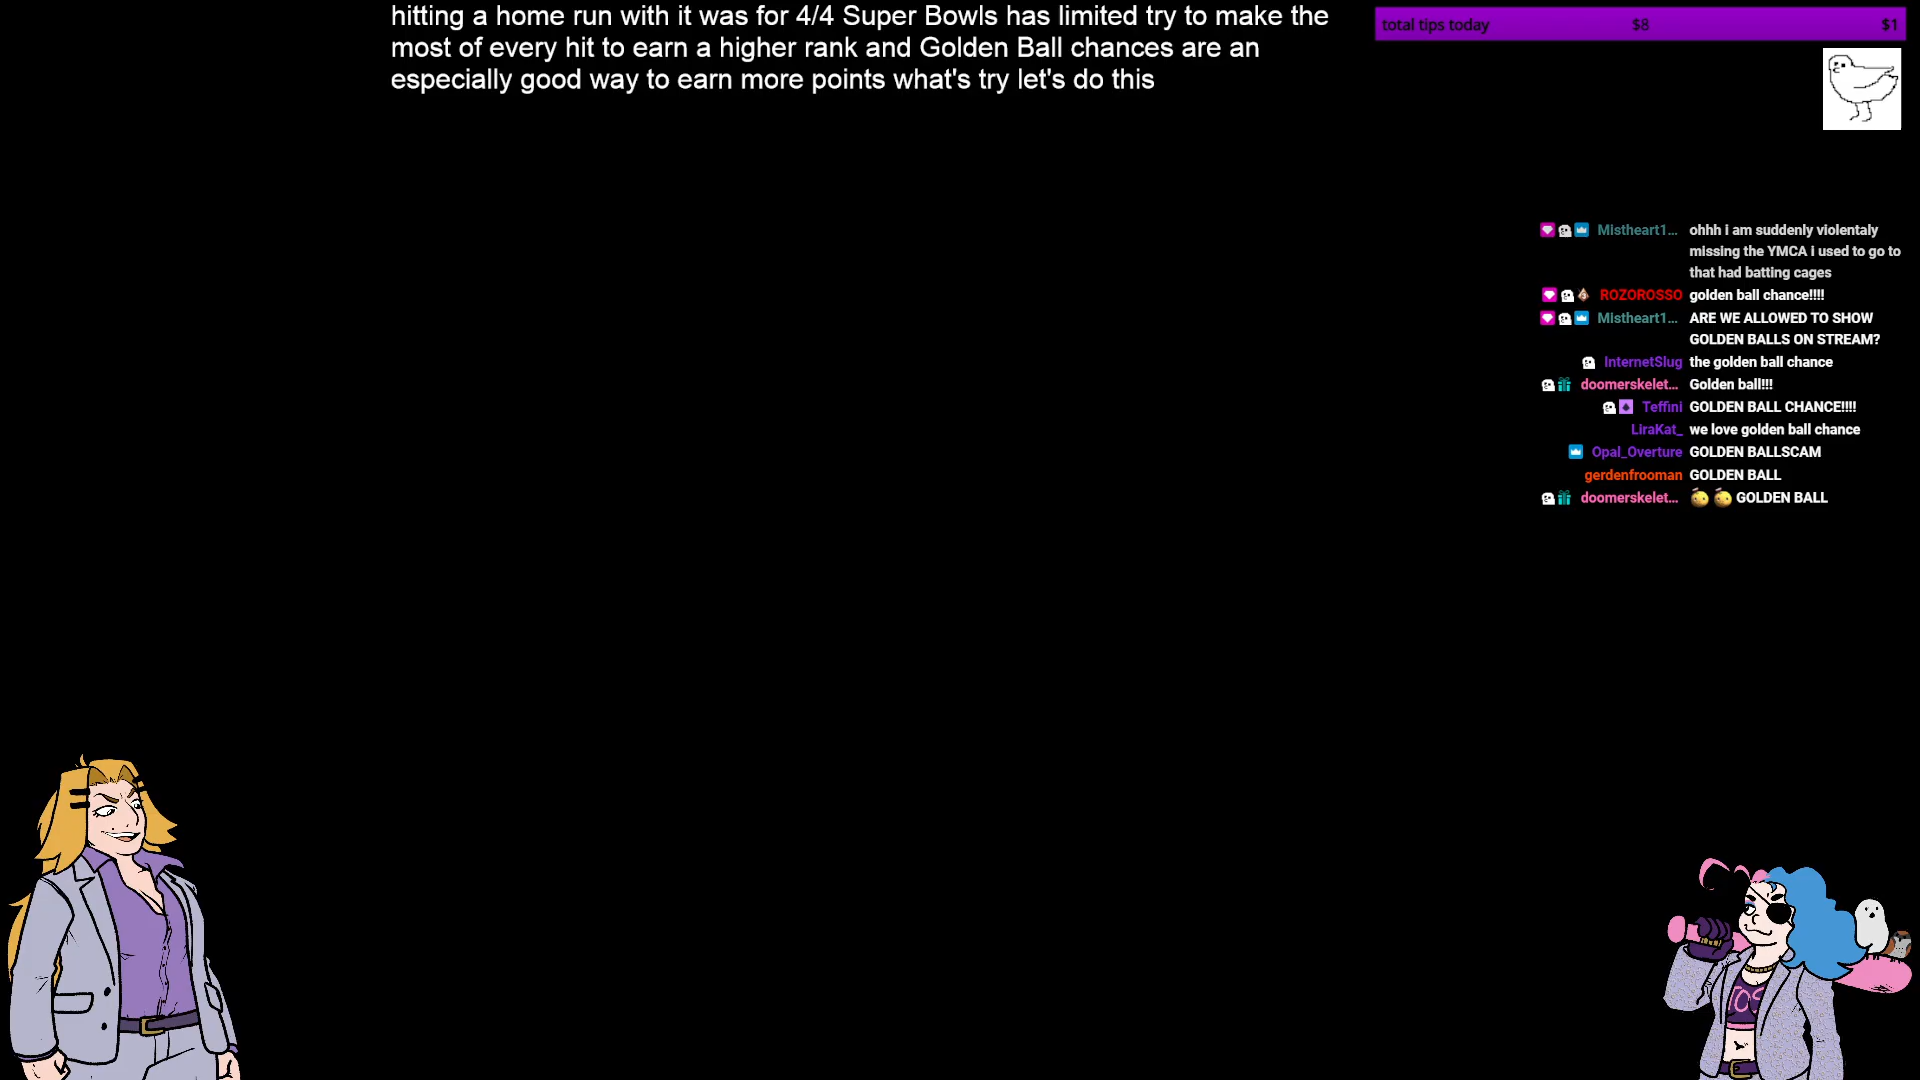 hitting a home run with it was for 4/4 Super Bowls has limited try to make the
most of every hit to earn a higher rank and Golden Ball chances are an
especially good way to earn more points what's try let's do this
total tips today $8 $1
Mistheart1... ohhh i am suddenly violentaly
missing the YMCA i used to go to
that had batting cages
ROZOROSSO golden ball chance!!!!
Mistheart1... ARE WE ALLOWED TO SHOW
GOLDEN BALLS ON STREAM?
InternetSlug the golden ball chance
doomerskelet... Golden ball!!!
Teffini GOLDEN BALL CHANCE!!!!
LiraKat_ we love golden ball chance
Opal_Overture GOLDEN BALLSCAM
gerdenfrooman GOLDEN BALL
doomerskelet... GOLDEN BALL